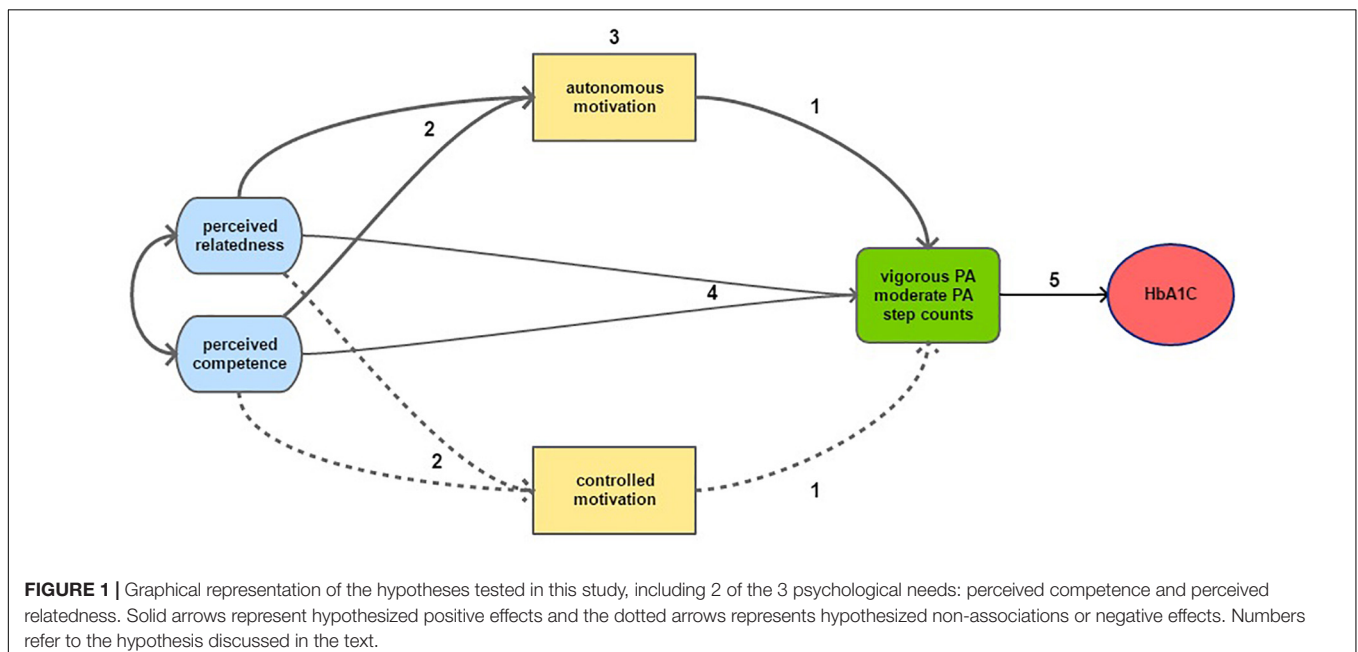 3
autonomous
motivation
1
2
perceived
relatedness
vigorous PA
moderate PA
step counts
5
HbA1C
4
perceived
competence
2
controlled
motivation
1
FIGURE 1 | Graphical representation of the hypotheses tested in this study, including 2 of the 3 psychological needs: perceived competence and perceived
relatedness. Solid arrows represent hypothesized positive effects and the dotted arrows represents hypothesized non-associations or negative effects. Numbers
refer to the hypothesis discussed in the text.